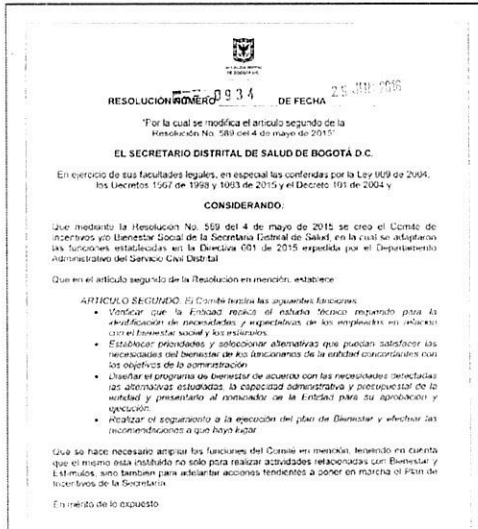 RESOLUCIÓN NÚMERO 0934 DE FECHA 2016
"Por la cual se modifica el artículo segundo de la
Resolución No. 589 del 4 de mayo de 2015"
EL SECRETARIO DISTRITAL DE SALUD DE BOGOTÁ D.C.
En ejercicio de sus facultades legales, en especial las conferidas por la Ley 909 de 2004,
los Decretos 1567 de 1998 y 1083 de 2015 y el Decreto 101 de 2004 y
CONSIDERANDO:
Que mediante la Resolución No. 589 del 4 de mayo de 2015 se creo el Comité de
Incentivos y/o Bienestar Social de la Secretaría Distrital de Salud, en la cual se adaptaron
las funciones establecidas en la Directiva 001 de 2015 expedida por el Departamento
Administrativo del Servicio Civil Distrital
Que en el artículo segundo de la Resolución en mención, establece:
ARTICULO SEGUNDO: El Comité tendrá las siguientes funciones:
• Verificar que la Entidad realice el estudio técnico requerido para la
identificación de necesidades y expectativas de los empleados en relación
con el bienestar social y los estímulos.
• Establecer prioridades y seleccionar alternativas que puedan satisfacer las
necesidades del bienestar de los funcionarios de la entidad concordantes con
los objetivos de la administración
• Diseñar el programa de bienestar de acuerdo con las necesidades detectadas
las alternativas estudiadas, la capacidad administrativa y presupuestal de la
entidad y presentarlo al nominador de la Entidad para su aprobación y
ejecución.
• Realizar el seguimiento a la ejecución del plan de Bienestar y efectuar las
recomendaciones a que haya lugar
Que se hace necesario ampliar las funciones del Comité en mención, teniendo en cuenta
que el mismo esta instituido no solo para realizar actividades relacionadas con Bienestar y
Estímulos, sino también para adelantar acciones tendientes a poner en marcha el Plan de
Incentivos de la Secretaría.
En mérito de lo expuesto